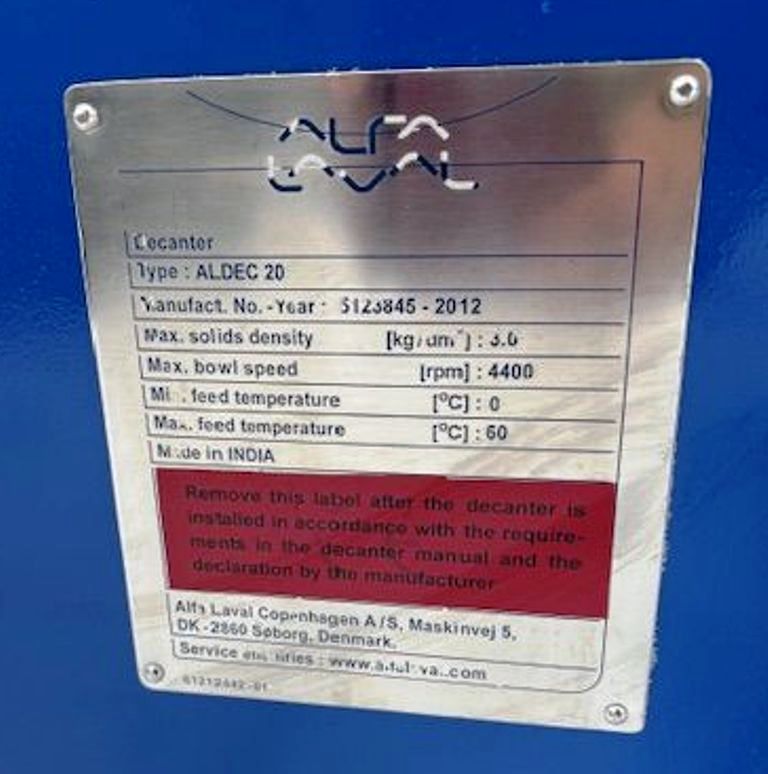 ALFA
LAVAL
Decanter
Type : ALDEC 20
Manufact. No. -Year : 5123845 - 2012
Max. solids density [kg/dm³] : 3.0
Max. bowl speed [rpm] : 4400
Min. feed temperature [°C] : 0
Max. feed temperature [°C] : 60
Made in INDIA
Remove this label after the decanter is
installed in accordance with the require-
ments in the decanter manual and the
declaration by the manufacturer
Alfa Laval Copenhagen A/S, Maskinvej 5,
DK -2860 Søborg, Denmark.
Service : www.alfalaval.com